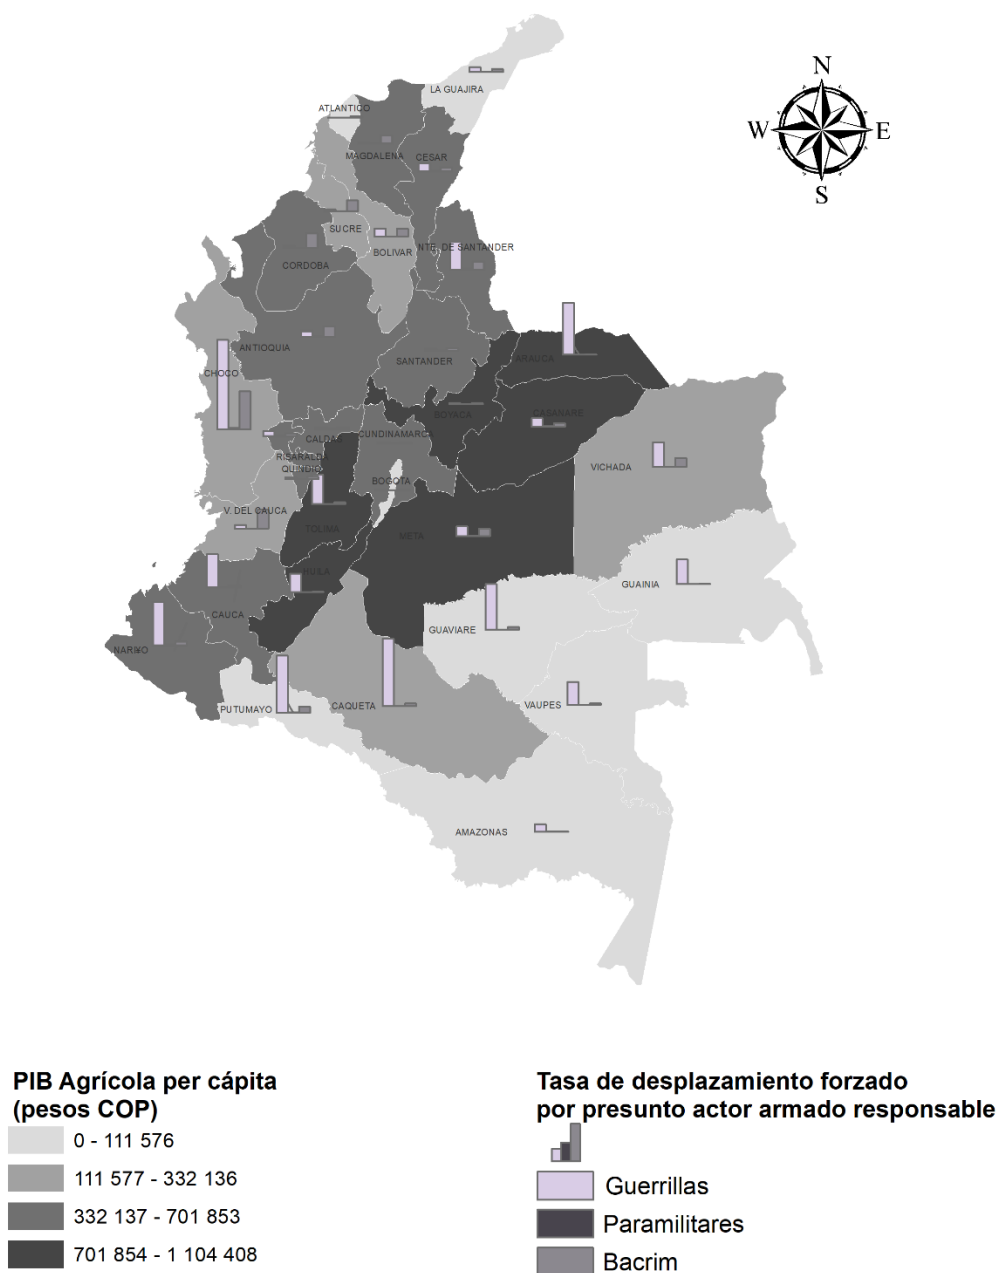 N
W E
S
LA GUAJIRA
ATLANTICO
MAGDALENA
CESAR
SUCRE
BOLIVAR
NTE. DE SANTANDER
CORDOBA
ANTIOQUIA
SANTANDER
ARAUCA
CHOCO
BOYACA
CASANARE
CALDAS
CUNDINAMARCA
RISARALDA
QUINDIO
BOGOTA
VICHADA
V. DEL CAUCA
TOLIMA
META
HUILA
GUAINIA
CAUCA
GUAVIARE
NARIÑO
PUTUMAYO
CAQUETA
VAUPES
AMAZONAS
PIB Agrícola per cápita
(pesos COP)
0 - 111 576
111 577 - 332 136
332 137 - 701 853
701 854 - 1 104 408
Tasa de desplazamiento forzado
por presunto actor armado responsable
Guerrillas
Paramilitares
Bacrim